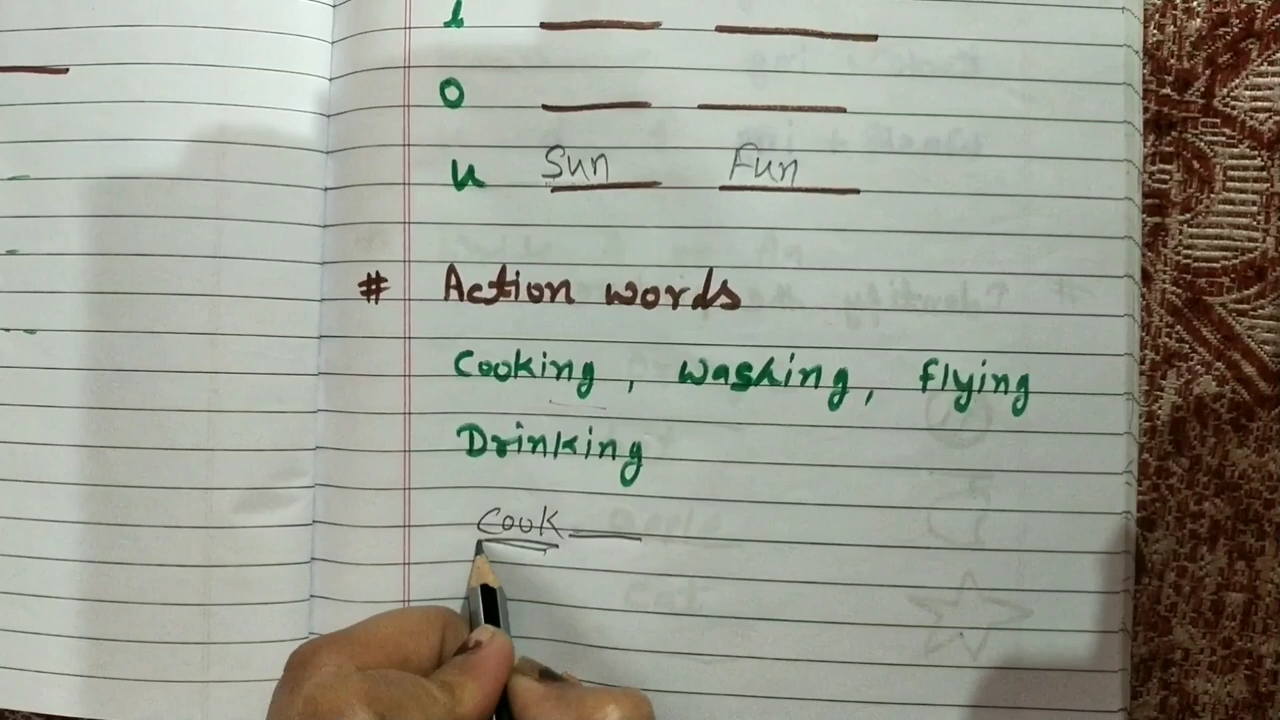 i
o
u Sun Fun
# Action words
Cooking, washing, flying
Drinking
Cook